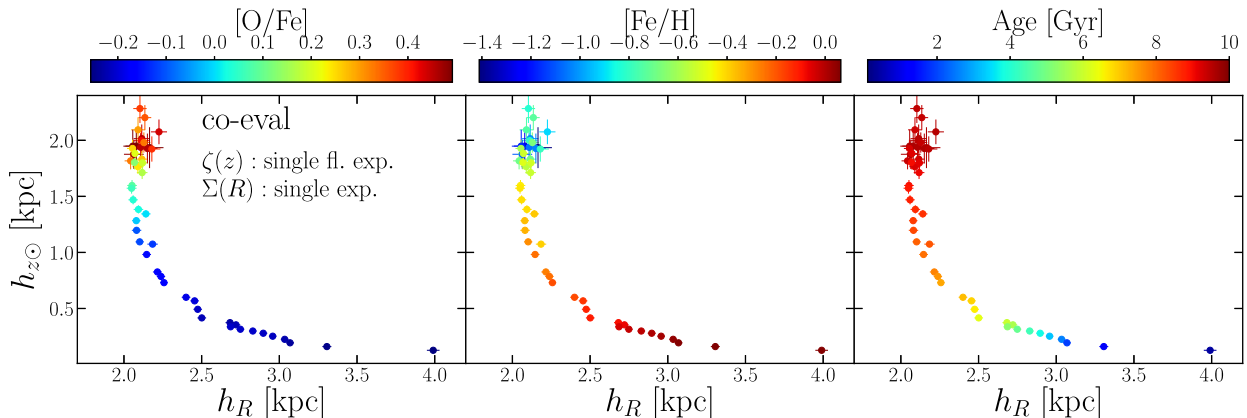 [O/Fe] [Fe/H] Age [Gyr]
−0.2 −0.1 0.0 0.1 0.2 0.3 0.4 −1.4 −1.2 −1.0 −0.8 −0.6 −0.4 −0.2 0.0 2 4 6 8 10
co-eval
ζ(z) : single fl. exp.
Σ(R) : single exp.
h_{z⊙} [kpc]
2.0
1.5
1.0
0.5
2.0 2.5 3.0 3.5 4.0 2.0 2.5 3.0 3.5 4.0 2.0 2.5 3.0 3.5 4.0
h_R [kpc] h_R [kpc] h_R [kpc]